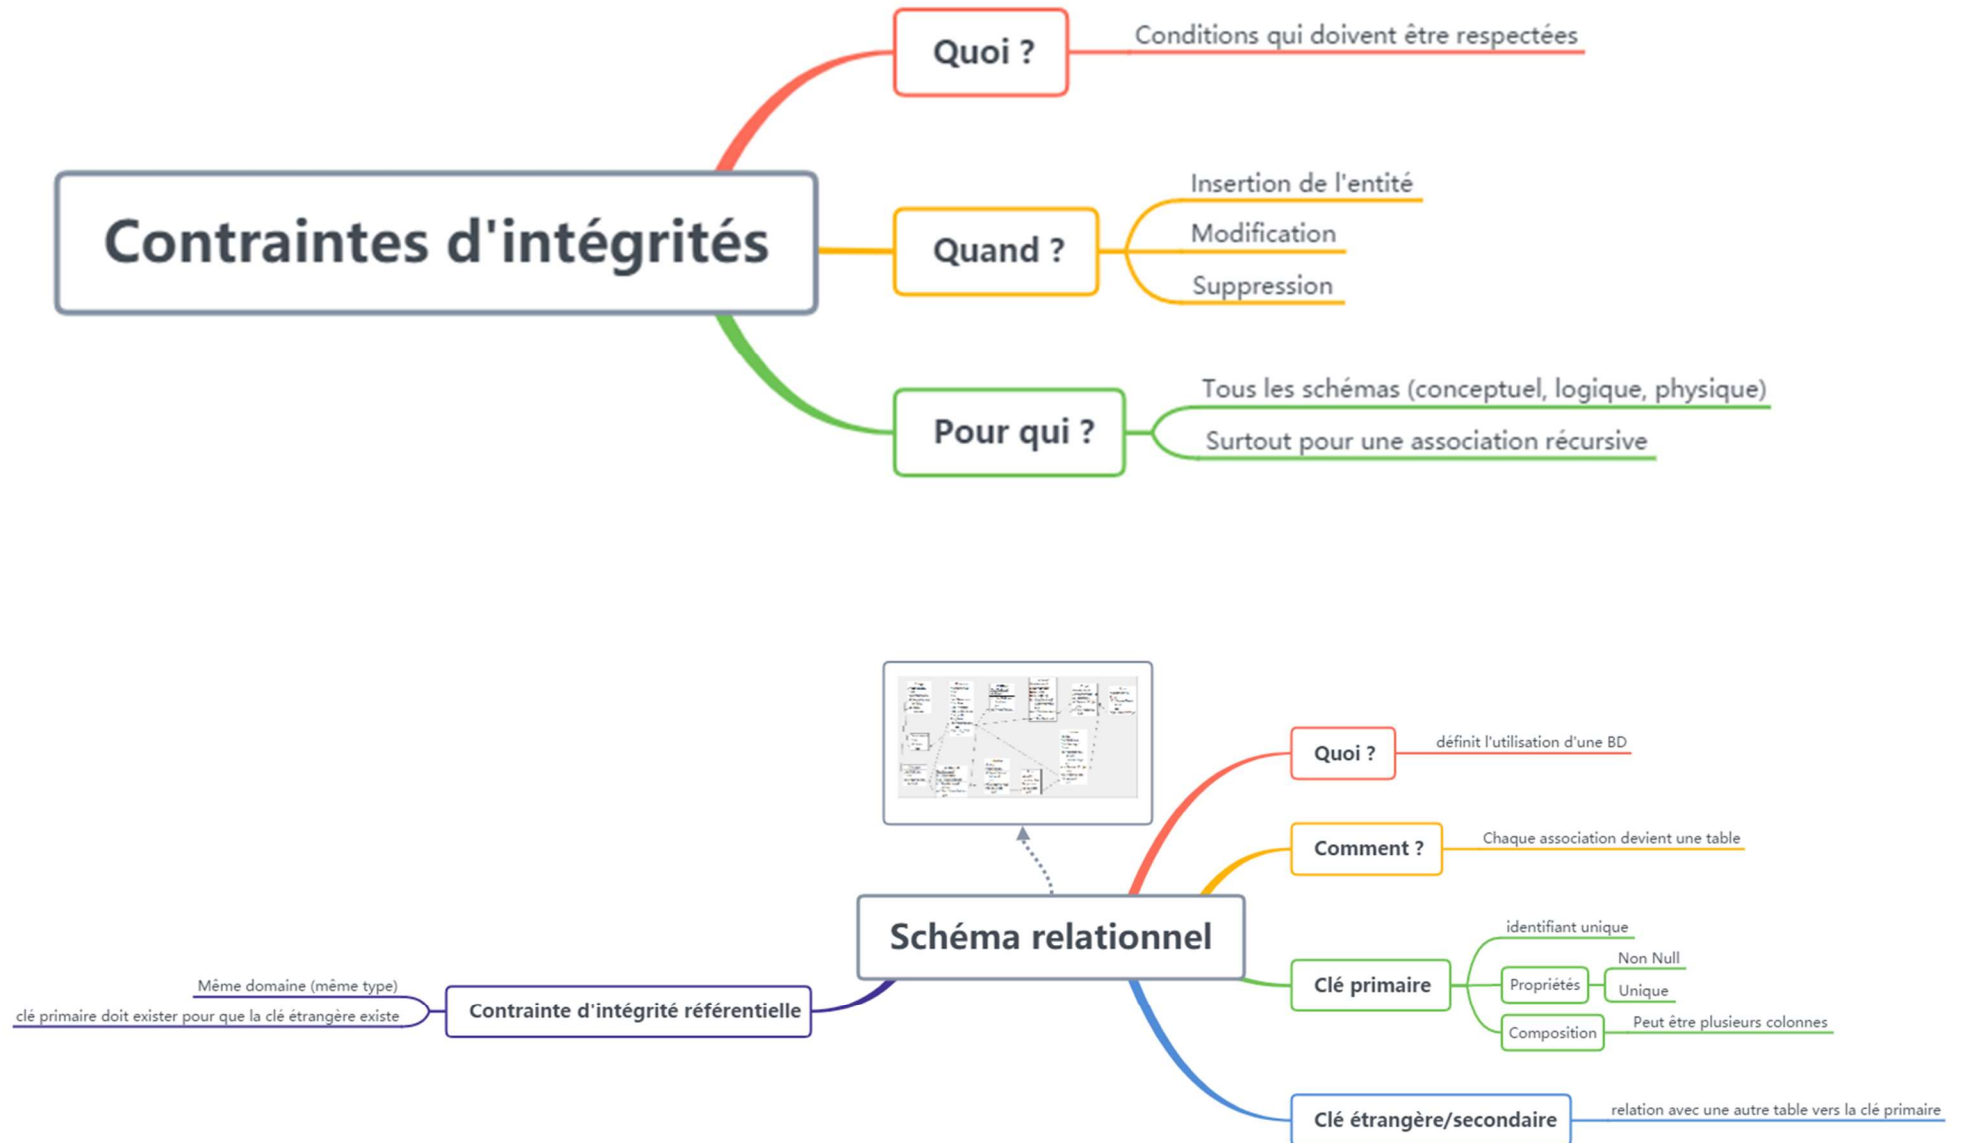 Quoi ?
Conditions qui doivent être respectées
Contraintes d'intégrités
Quand ?
Insertion de l'entité
Modification
Suppression
Pour qui ?
Tous les schémas (conceptuel, logique, physique)
Surtout pour une association récursive
Schéma relationnel
Quoi ?
définit l'utilisation d'une BD
Comment ?
Chaque association devient une table
Clé primaire
identifiant unique
Propriétés
Non Null
Unique
Composition
Peut être plusieurs colonnes
Clé étrangère/secondaire
relation avec une autre table vers la clé primaire
Contrainte d'intégrité référentielle
Même domaine (même type)
clé primaire doit exister pour que la clé étrangère existe